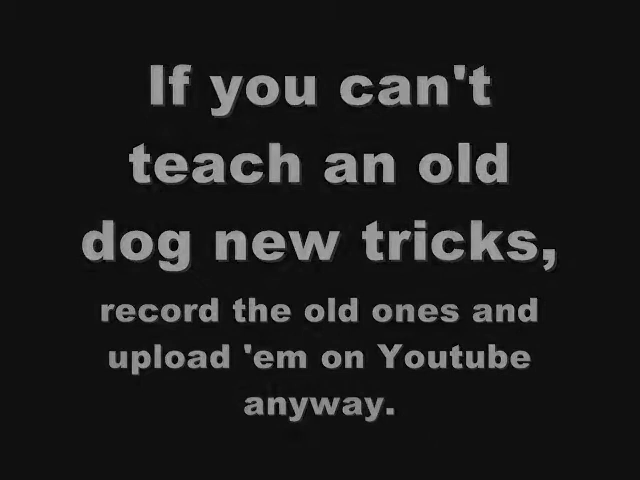 If you can't
teach an old
dog new tricks,
record the old ones and
upload 'em on Youtube
anyway.